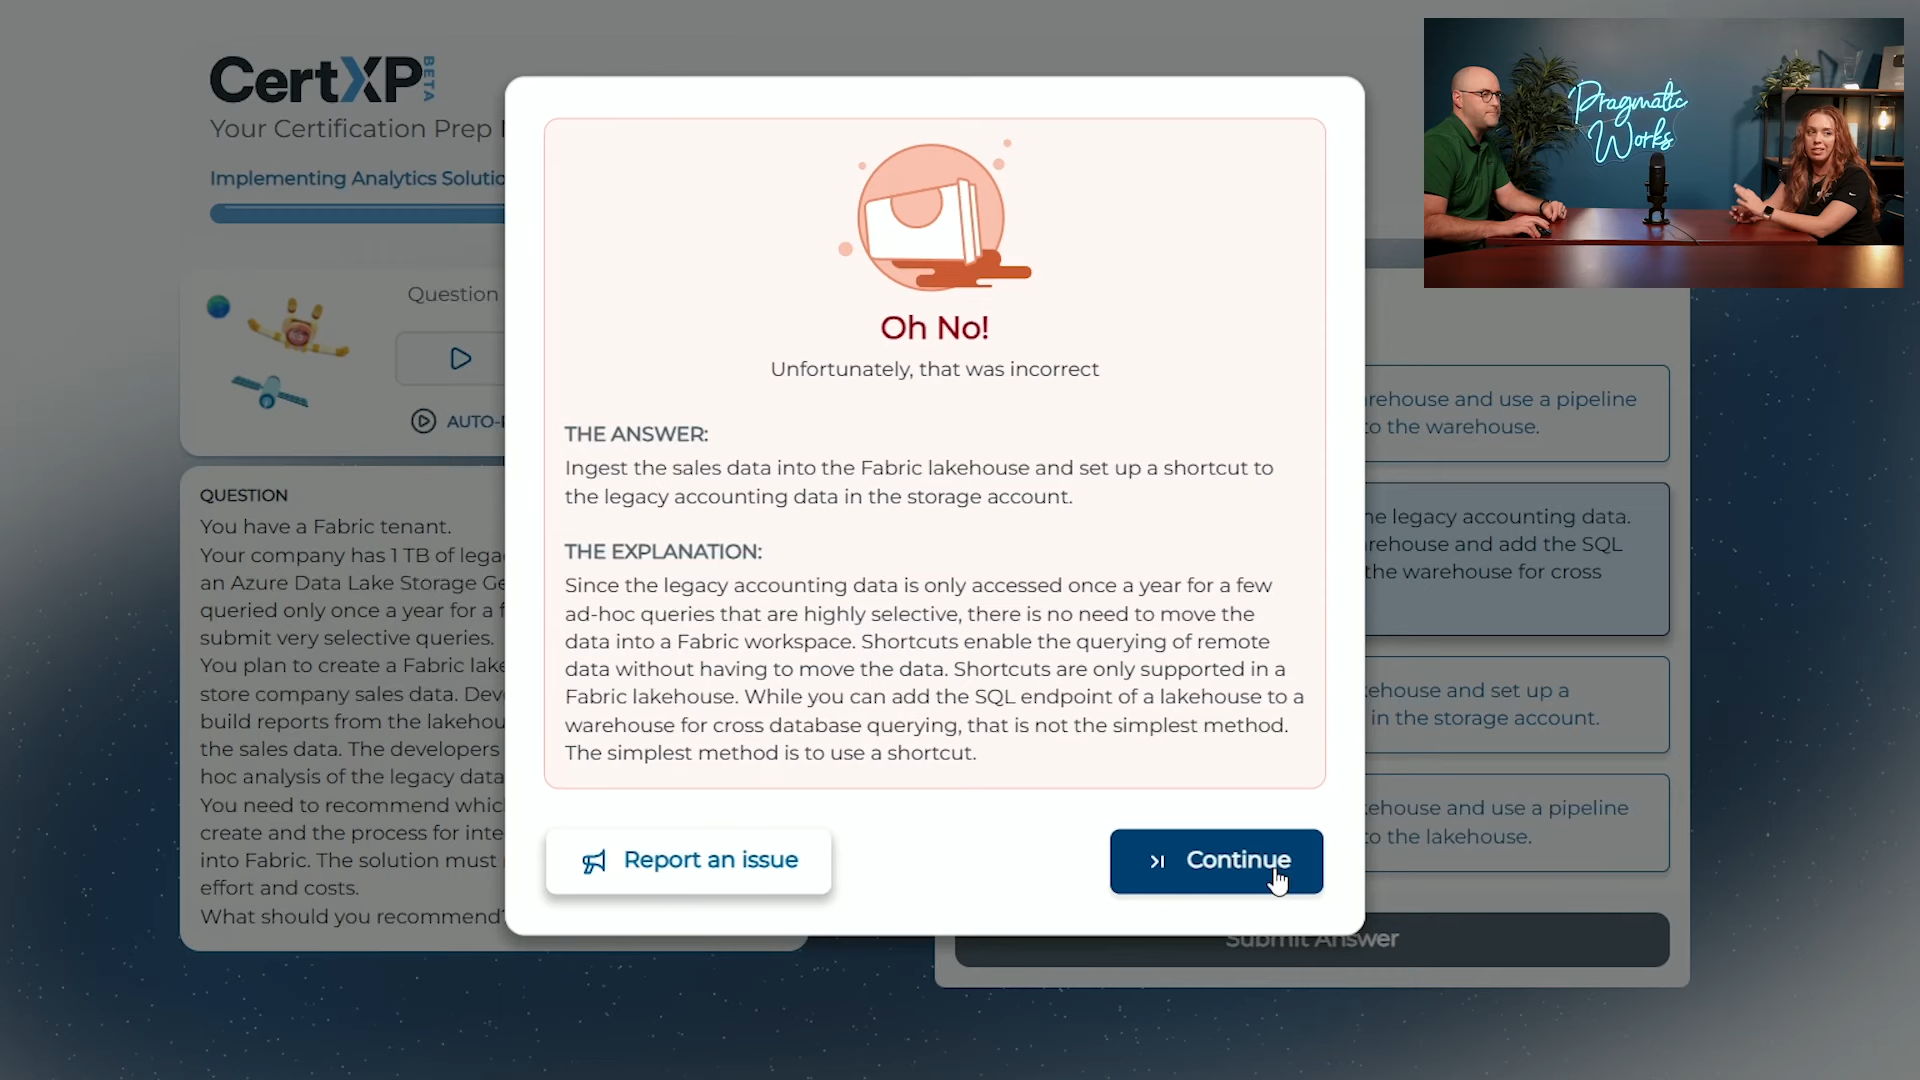 CertXP BETA
Your Certification Prep
Implementing Analytics
Question
AUTO-
QUESTION
You have a Fabric tenant.
Your company has 1 TB of lega
an Azure Data Lake Storage Ge
queried only once a year for a f
submit very selective queries.
You plan to create a Fabric lake
store company sales data. Dev
build reports from the lakehou
the sales data. The developers
hoc analysis of the legacy data
You need to recommend whic
create and the process for inte
into Fabric. The solution must
effort and costs.
What should you recommend?
Oh No!
Unfortunately, that was incorrect
THE ANSWER:
Ingest the sales data into the Fabric lakehouse and set up a shortcut to
the legacy accounting data in the storage account.
THE EXPLANATION:
Since the legacy accounting data is only accessed once a year for a few
ad-hoc queries that are highly selective, there is no need to move the
data into a Fabric workspace. Shortcuts enable the querying of remote
data without having to move the data. Shortcuts are only supported in a
Fabric lakehouse. While you can add the SQL endpoint of a lakehouse to a
warehouse for cross database querying, that is not the simplest method.
The simplest method is to use a shortcut.
Report an issue
Continue
rehouse and use a pipeline
to the warehouse.
he legacy accounting data.
rehouse and add the SQL
the warehouse for cross
kehouse and set up a
in the storage account.
kehouse and use a pipeline
to the lakehouse.
Submit Answer
Pragmatic
Works